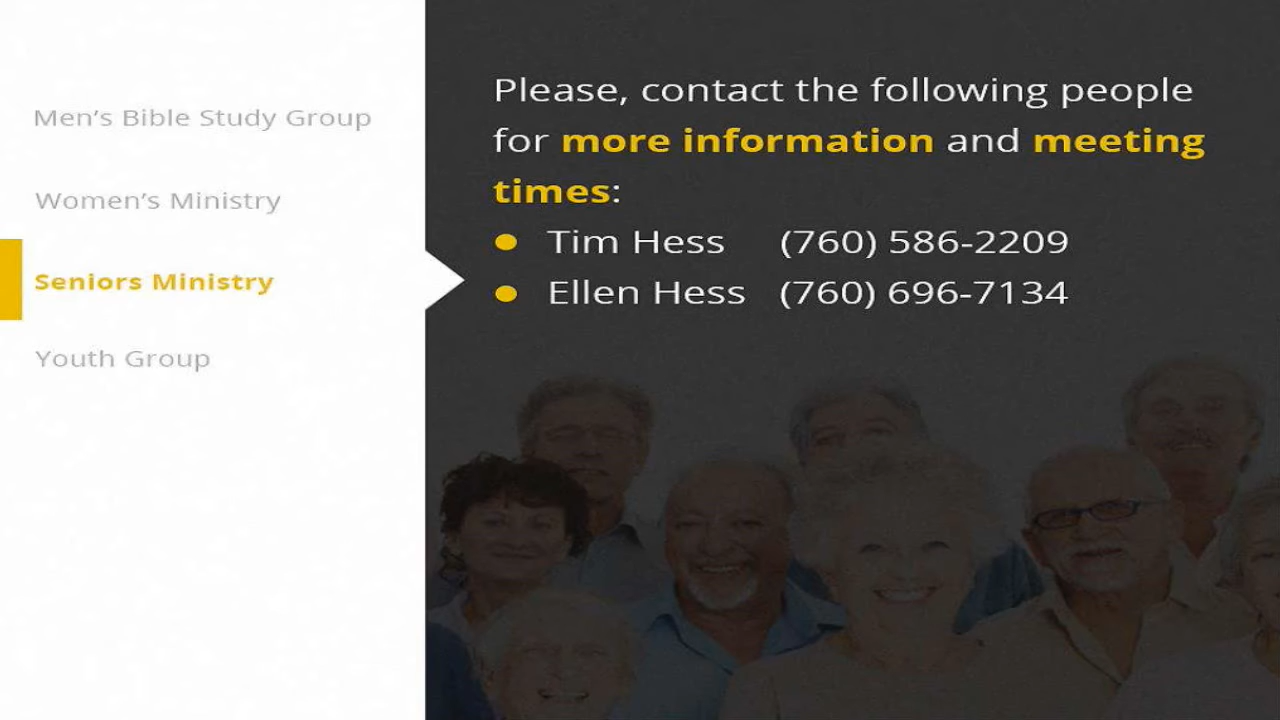 Men's Bible Study Group
Women's Ministry
Seniors Ministry
Youth Group
Please, contact the following people
for more information and meeting
times:
● Tim Hess (760) 586-2209
● Ellen Hess (760) 696-7134